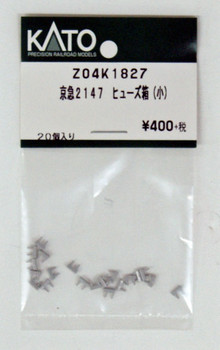 KATO
PRECISION RAILROAD MODELS
Z04K1827
京急2147 ヒューズ箱(小)
¥400+税
20個入り